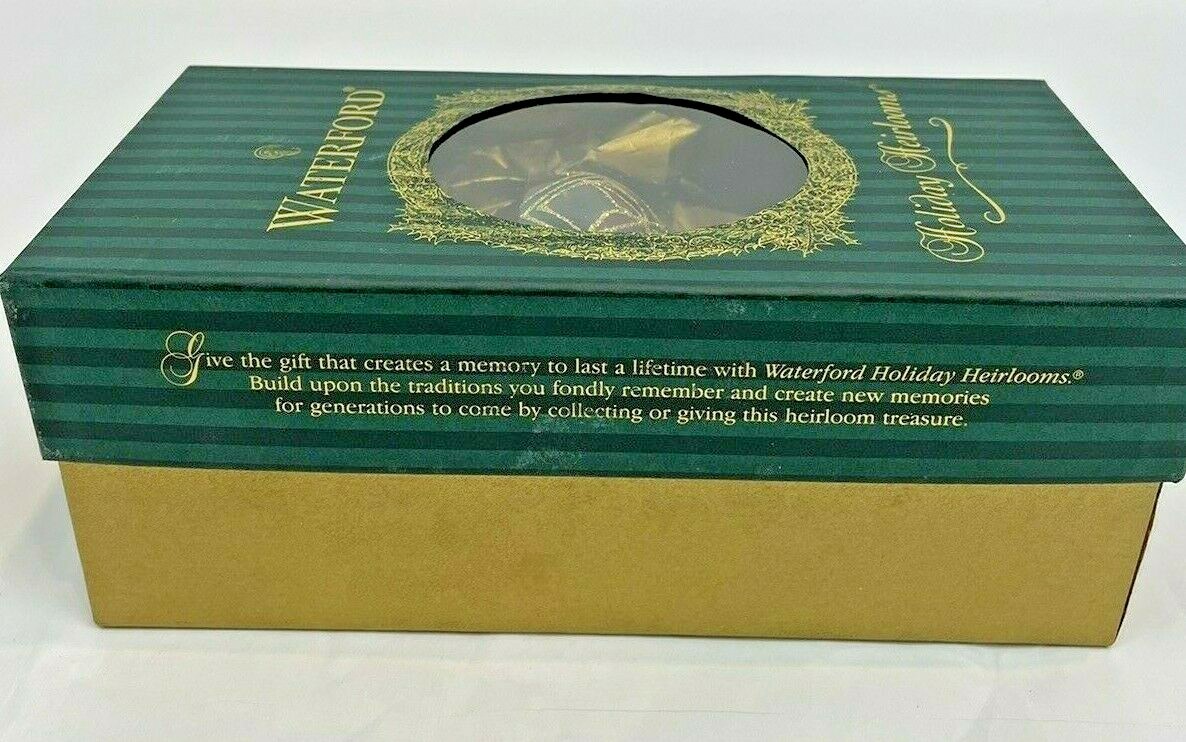 WATERFORD®
Holiday Heirlooms®
Give the gift that creates a memory to last a lifetime with Waterford Holiday Heirlooms.®
Build upon the traditions you fondly remember and create new memories
for generations to come by collecting or giving this heirloom treasure.